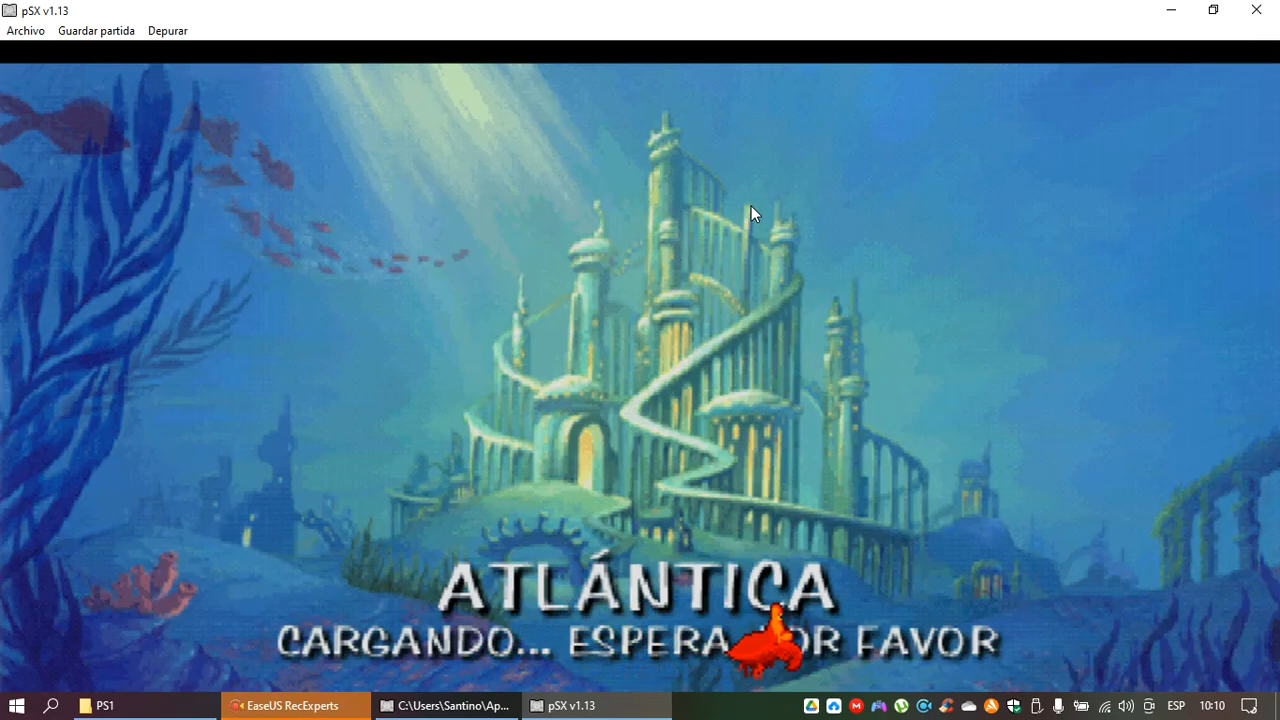 pSX v1.13
Archivo Guardar partida Depurar
ATLÁNTICA
CARGANDO... ESPERA OR FAVOR
PS1 EaseUS RecExperts C:\Users\Santino\Ap... pSX v1.13 ESP 10:10